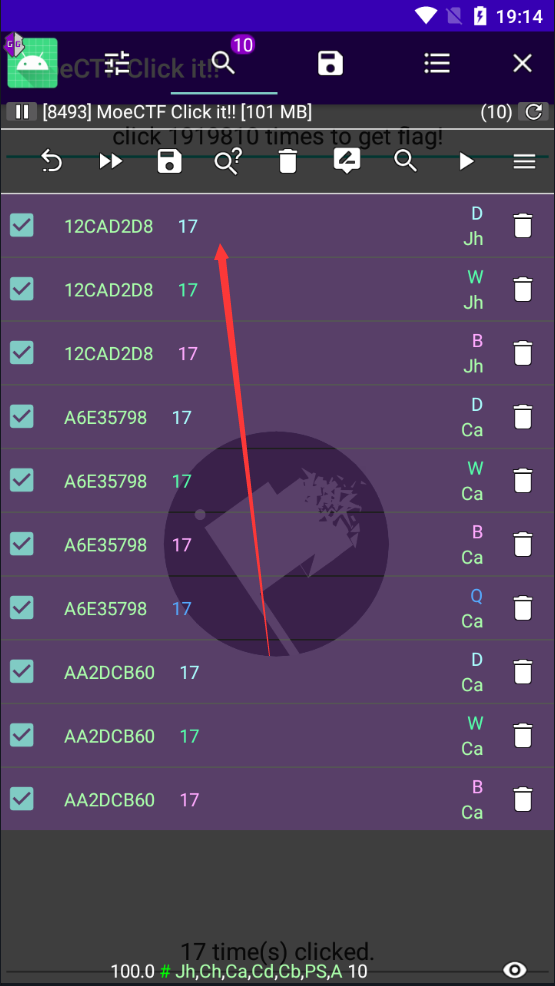 19:14
GG
MoeCTF Click it!!
10
[8493] MoeCTF Click it!! [101 MB]
(10)
click 1919810 times to get flag!
12CAD2D8 17 D
Jh
12CAD2D8 17 W
Jh
12CAD2D8 17 B
Jh
A6E35798 17 D
Ca
A6E35798 17 W
Ca
A6E35798 17 B
Ca
A6E35798 17 Q
Ca
AA2DCB60 17 D
Ca
AA2DCB60 17 W
Ca
AA2DCB60 17 B
Ca
17 time(s) clicked.
100.0 # Jh,Ch,Ca,Cd,Cb,PS,A 10